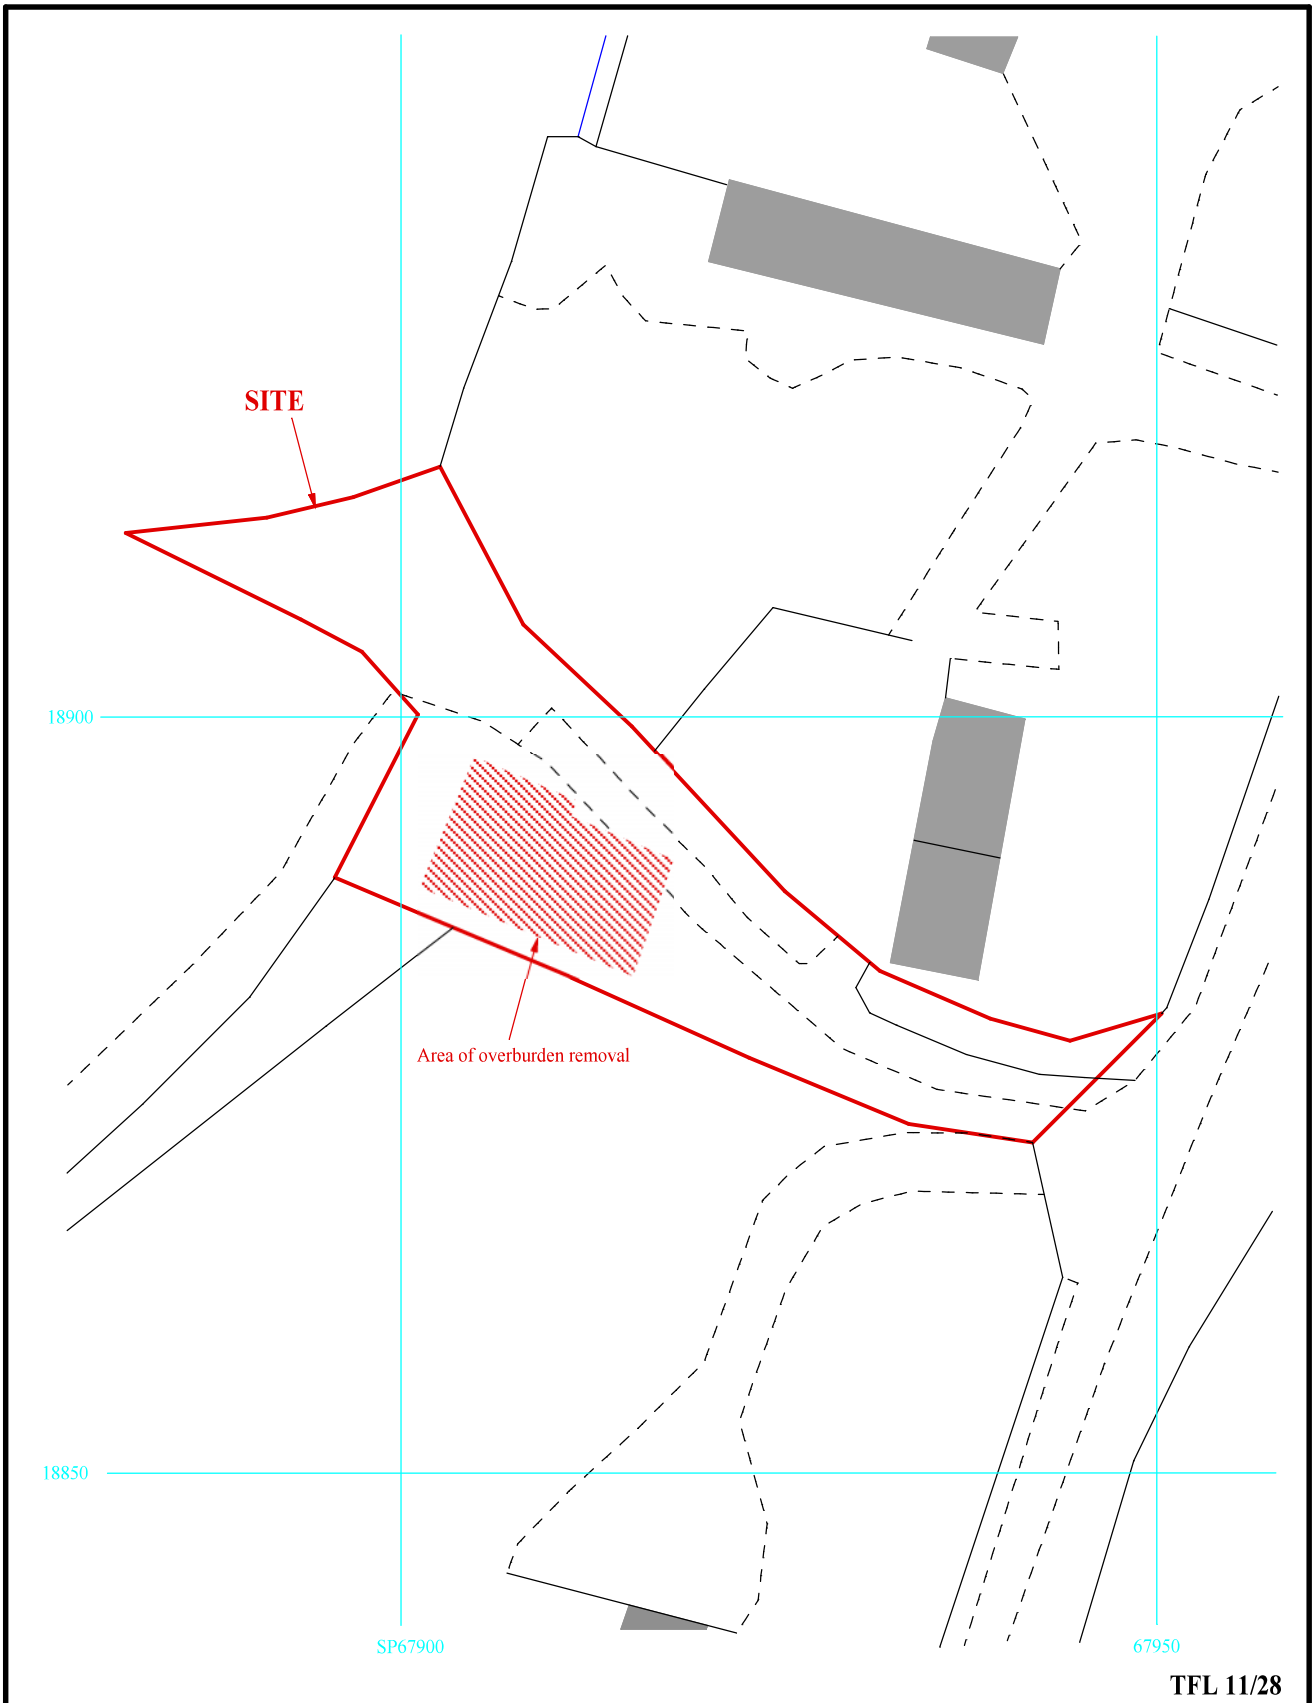 SITE
18900
Area of overburden removal
18850
SP67900
67950
TFL 11/28